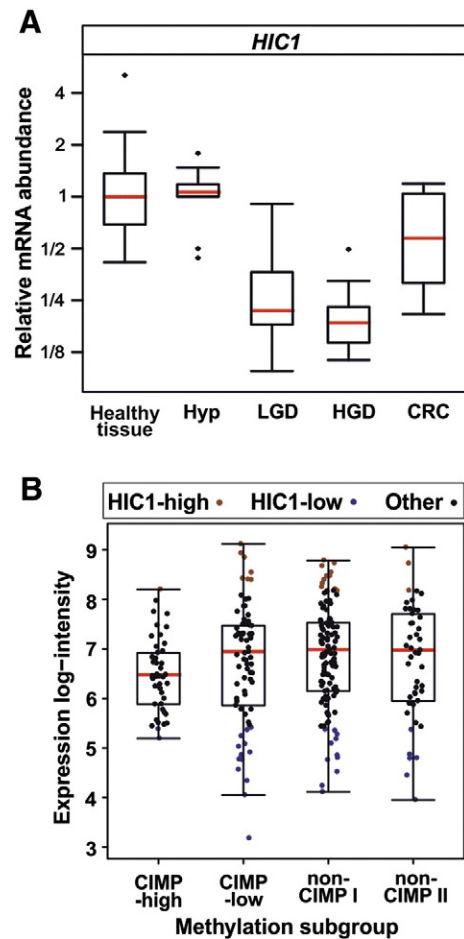 A
HIC1
Relative mRNA abundance
4
2
1
1/2
1/4
1/8
Healthy tissue
Hyp
LGD
HGD
CRC
B
HIC1-high
HIC1-low
Other
Expression log-intensity
9
8
7
6
5
4
3
CIMP -high
CIMP -low
non- CIMP I
non- CIMP II
Methylation subgroup